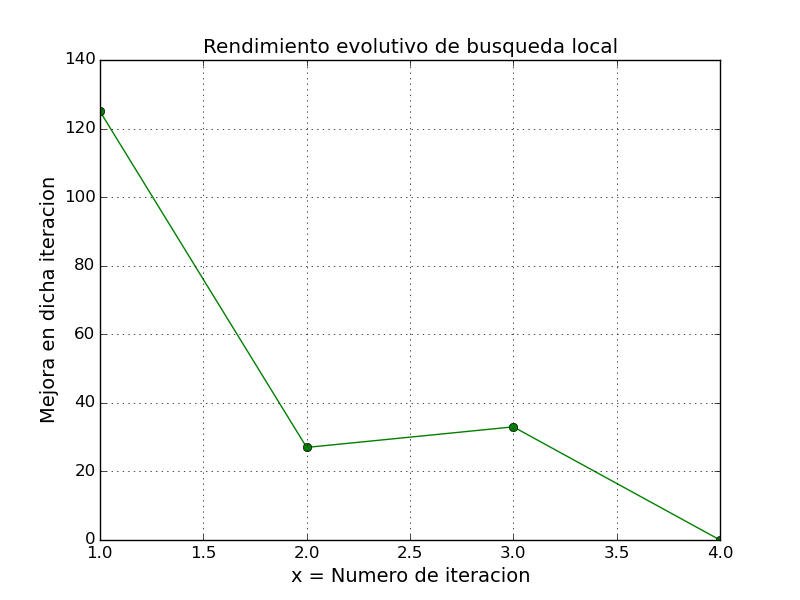 Rendimiento evolutivo de busqueda local
140
120
100
80
60
40
20
0
Mejora en dicha iteracion
1.0 1.5 2.0 2.5 3.0 3.5 4.0
x = Numero de iteracion